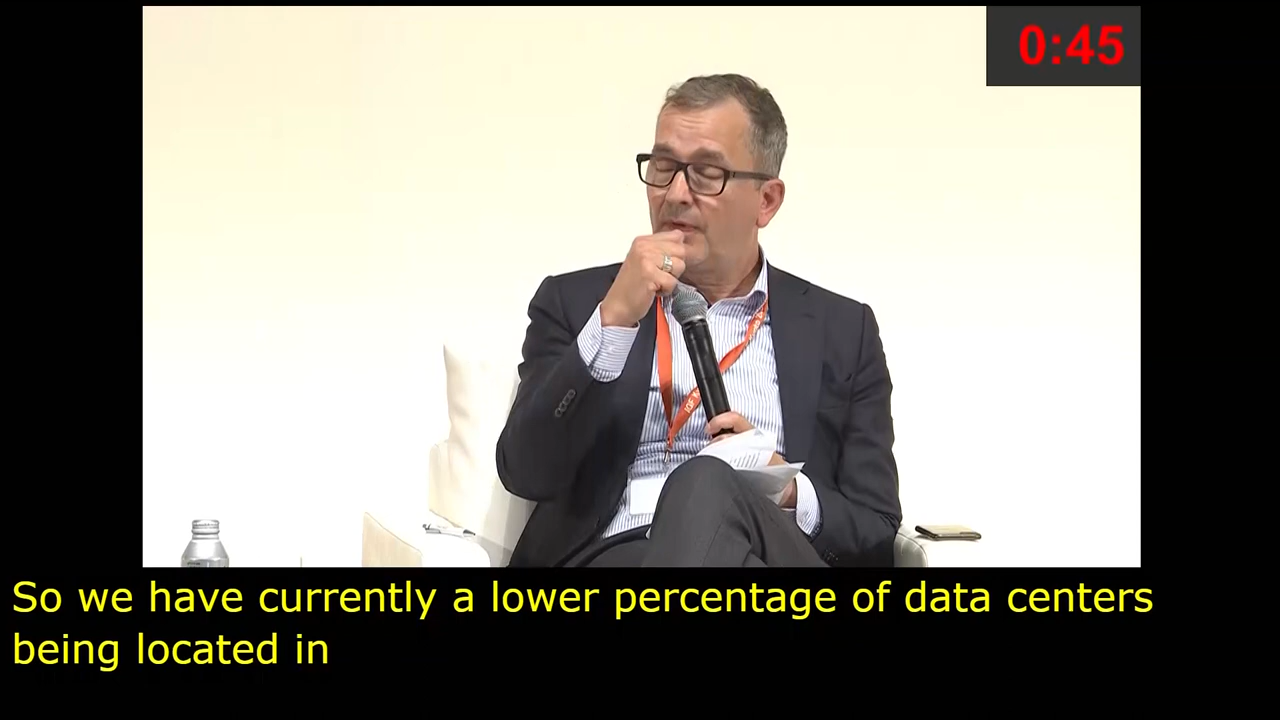 0:45
So we have currently a lower percentage of data centers
being located in